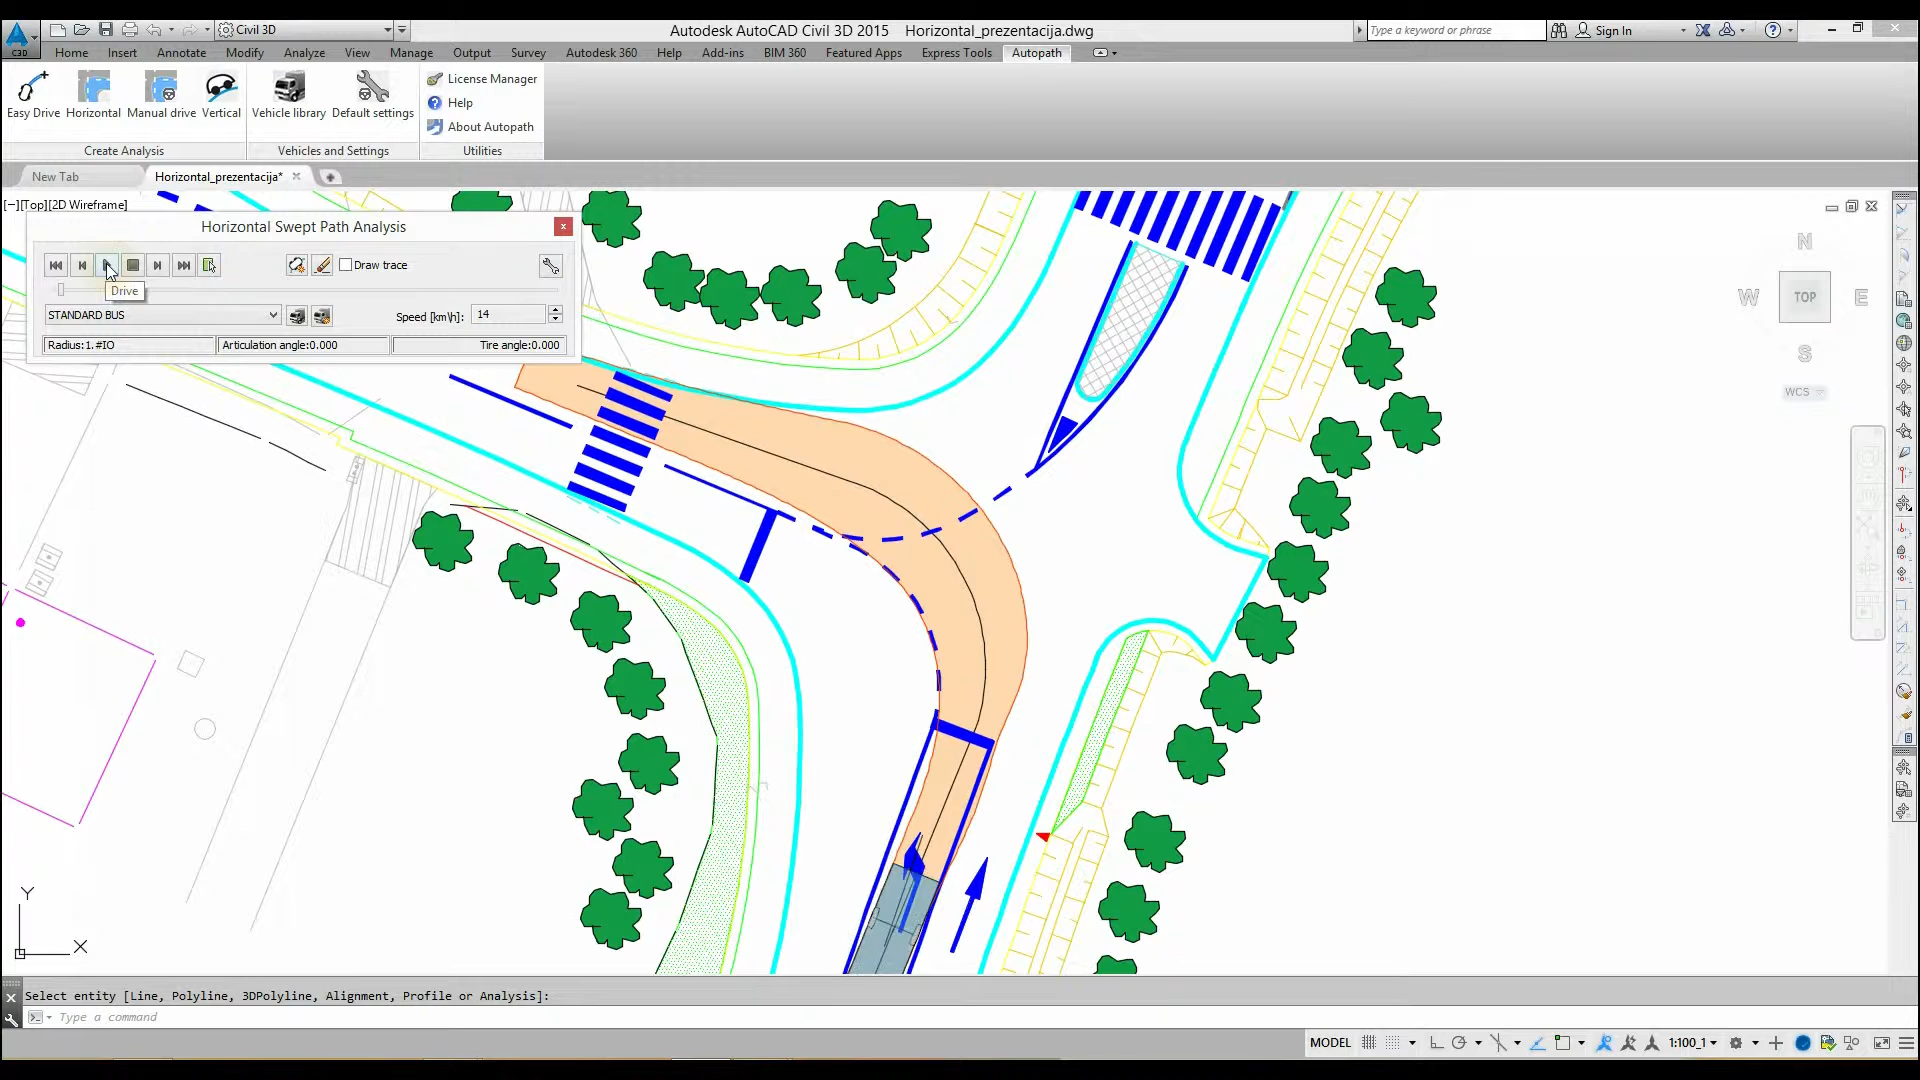 Civil 3D
Autodesk AutoCAD Civil 3D 2015 Horizontal_prezentacija.dwg
Type a keyword or phrase
Sign In
C3D
Home Insert Annotate Modify Analyze View Manage Output Survey Autodesk 360 Help Add-ins BIM 360 Featured Apps Express Tools Autopath
Easy Drive Horizontal Manual drive Vertical
Create Analysis
Vehicle library Default settings
Vehicles and Settings
License Manager
Help
About Autopath
Utilities
New Tab Horizontal_prezentacija*
[−][Top][2D Wireframe]
Horizontal Swept Path Analysis
Draw trace
Drive
STANDARD BUS
Speed [km\h]: 14
Radius:1.#IO Articulation angle:0.000 Tire angle:0.000
N
W TOP E
S
WCS
Y
X
Select entity [Line, Polyline, 3DPolyline, Alignment, Profile or Analysis]:
Type a command
MODEL 1:100_1